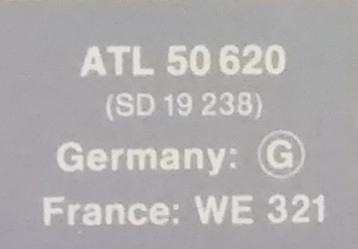 ATL 50 620
(SD 19 238)
Germany: Ⓖ
France: WE 321